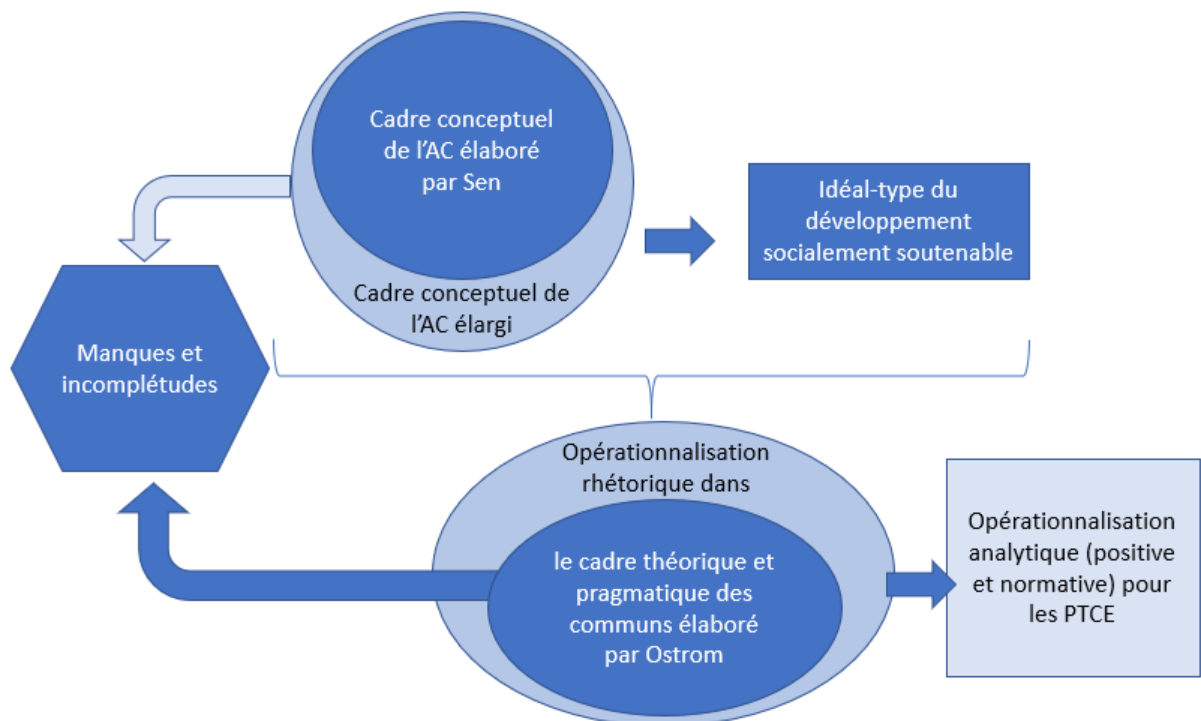 Cadre conceptuel
de l'AC élaboré
par Sen
Cadre conceptuel de
l'AC élargi
Idéal-type du
développement
socialement soutenable
Manques et
incomplétudes
Opérationnalisation
rhétorique dans
le cadre théorique et
pragmatique des
communs élaboré
par Ostrom
Opérationnalisation
analytique (positive
et normative) pour
les PTCE